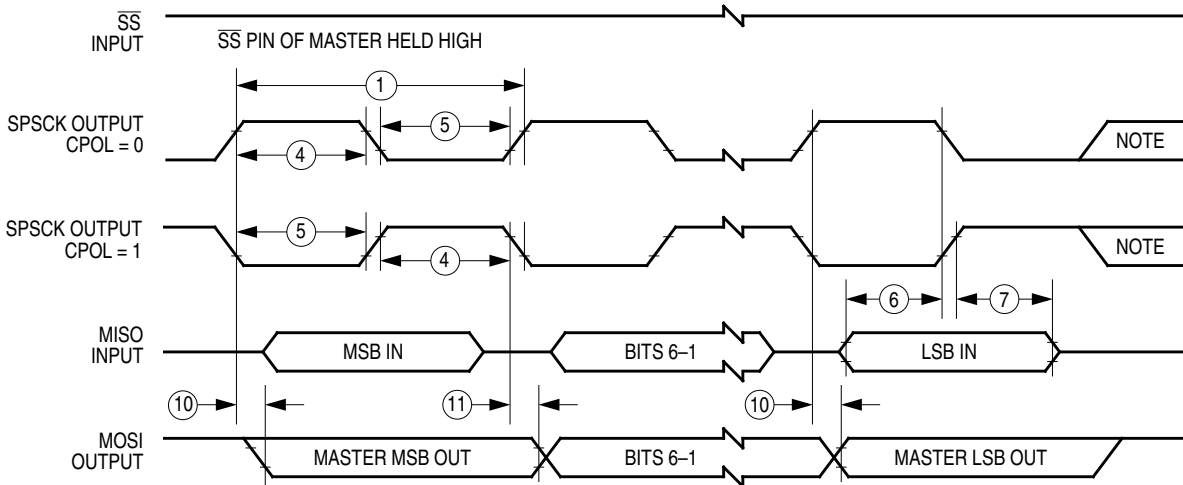 SS
INPUT
SS PIN OF MASTER HELD HIGH
1
SPSCK OUTPUT
CPOL = 0
5
4
NOTE
SPSCK OUTPUT
CPOL = 1
5
4
NOTE
6
7
MISO
INPUT
MSB IN
BITS 6–1
LSB IN
10
11
10
MOSI
OUTPUT
MASTER MSB OUT
BITS 6–1
MASTER LSB OUT